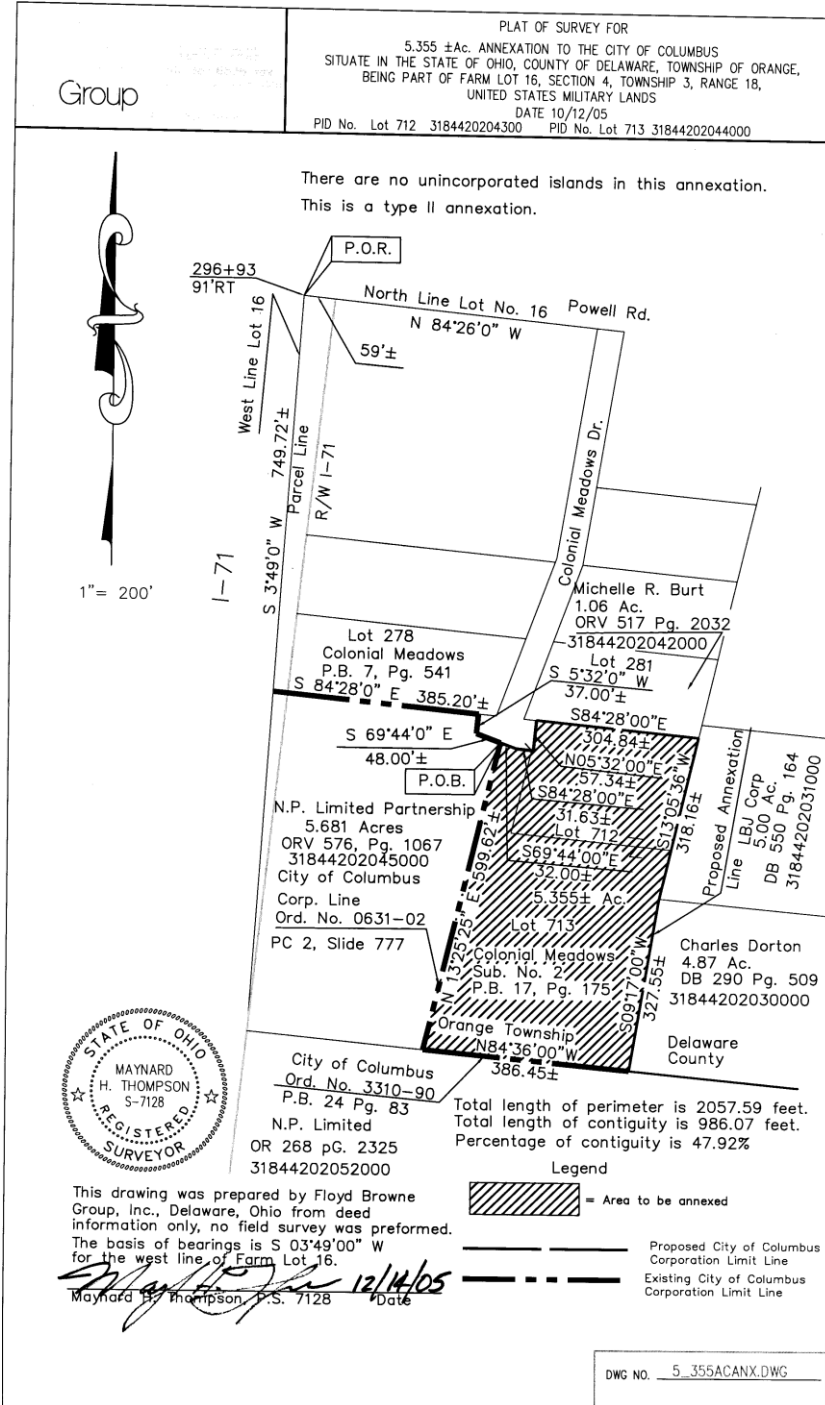 Group
PLAT OF SURVEY FOR
5.355 ±Ac. ANNEXATION TO THE CITY OF COLUMBUS
SITUATE IN THE STATE OF OHIO, COUNTY OF DELAWARE, TOWNSHIP OF ORANGE,
BEING PART OF FARM LOT 16, SECTION 4, TOWNSHIP 3, RANGE 18,
UNITED STATES MILITARY LANDS
DATE 10/12/05
PID No. Lot 712 3184420204300 PID No. Lot 713 31844202044000
There are no unincorporated islands in this annexation.
This is a type II annexation.
P.O.R.
296+93
91'RT
North Line Lot No. 16 Powell Rd.
N 84°26'0" W
59'±
West Line Lot 16
749.72'±
Parcel Line
R/W I-71
S 3°49'0" W
I-71
Colonial Meadows Dr.
1"= 200'
Michelle R. Burt
1.06 Ac.
ORV 517 Pg. 2032
31844202042000
Lot 281
Lot 278
Colonial Meadows
P.B. 7, Pg. 541
S 84°28'0" E 385.20'±
S 5°32'0" W
37.00'±
S84°28'00"E
304.84±
S 69°44'0" E
48.00'±
N05°32'00"E
57.34±
S84°28'00"E
31.63±
P.O.B.
Lot 712
S69°44'00"E
32.00±
S13°05'36"W
318.16±
Proposed Annexation
Line
LBJ Corp
5.00 Ac.
DB 550 Pg. 164
31844202031000
N.P. Limited Partnership
5.681 Acres
ORV 576, Pg. 1067
31844202045000
City of Columbus
Corp. Line
Ord. No. 0631-02
PC 2, Slide 777
N 13°25'25" E 599.62'±
5.355± Ac.
Lot 713
Colonial Meadows
Sub. No. 2
P.B. 17, Pg. 175
S09°17'00"W
327.55±
Charles Dorton
4.87 Ac.
DB 290 Pg. 509
31844202030000
Orange Township
N84°36'00"W
386.45±
Delaware
County
STATE OF OHIO
MAYNARD
H. THOMPSON
S-7128
REGISTERED
SURVEYOR
City of Columbus
Ord. No. 3310-90
P.B. 24 Pg. 83
N.P. Limited
OR 268 pG. 2325
31844202052000
Total length of perimeter is 2057.59 feet.
Total length of contiguity is 986.07 feet.
Percentage of contiguity is 47.92%
Legend
= Area to be annexed
This drawing was prepared by Floyd Browne
Group, Inc., Delaware, Ohio from deed
information only, no field survey was preformed.
The basis of bearings is S 03°49'00" W
for the west line of Farm Lot 16.
Proposed City of Columbus
Corporation Limit Line
Existing City of Columbus
Corporation Limit Line
12/14/05
Maynard H. Thompson, P.S. 7128 Date
DWG NO. 5_355ACANX.DWG